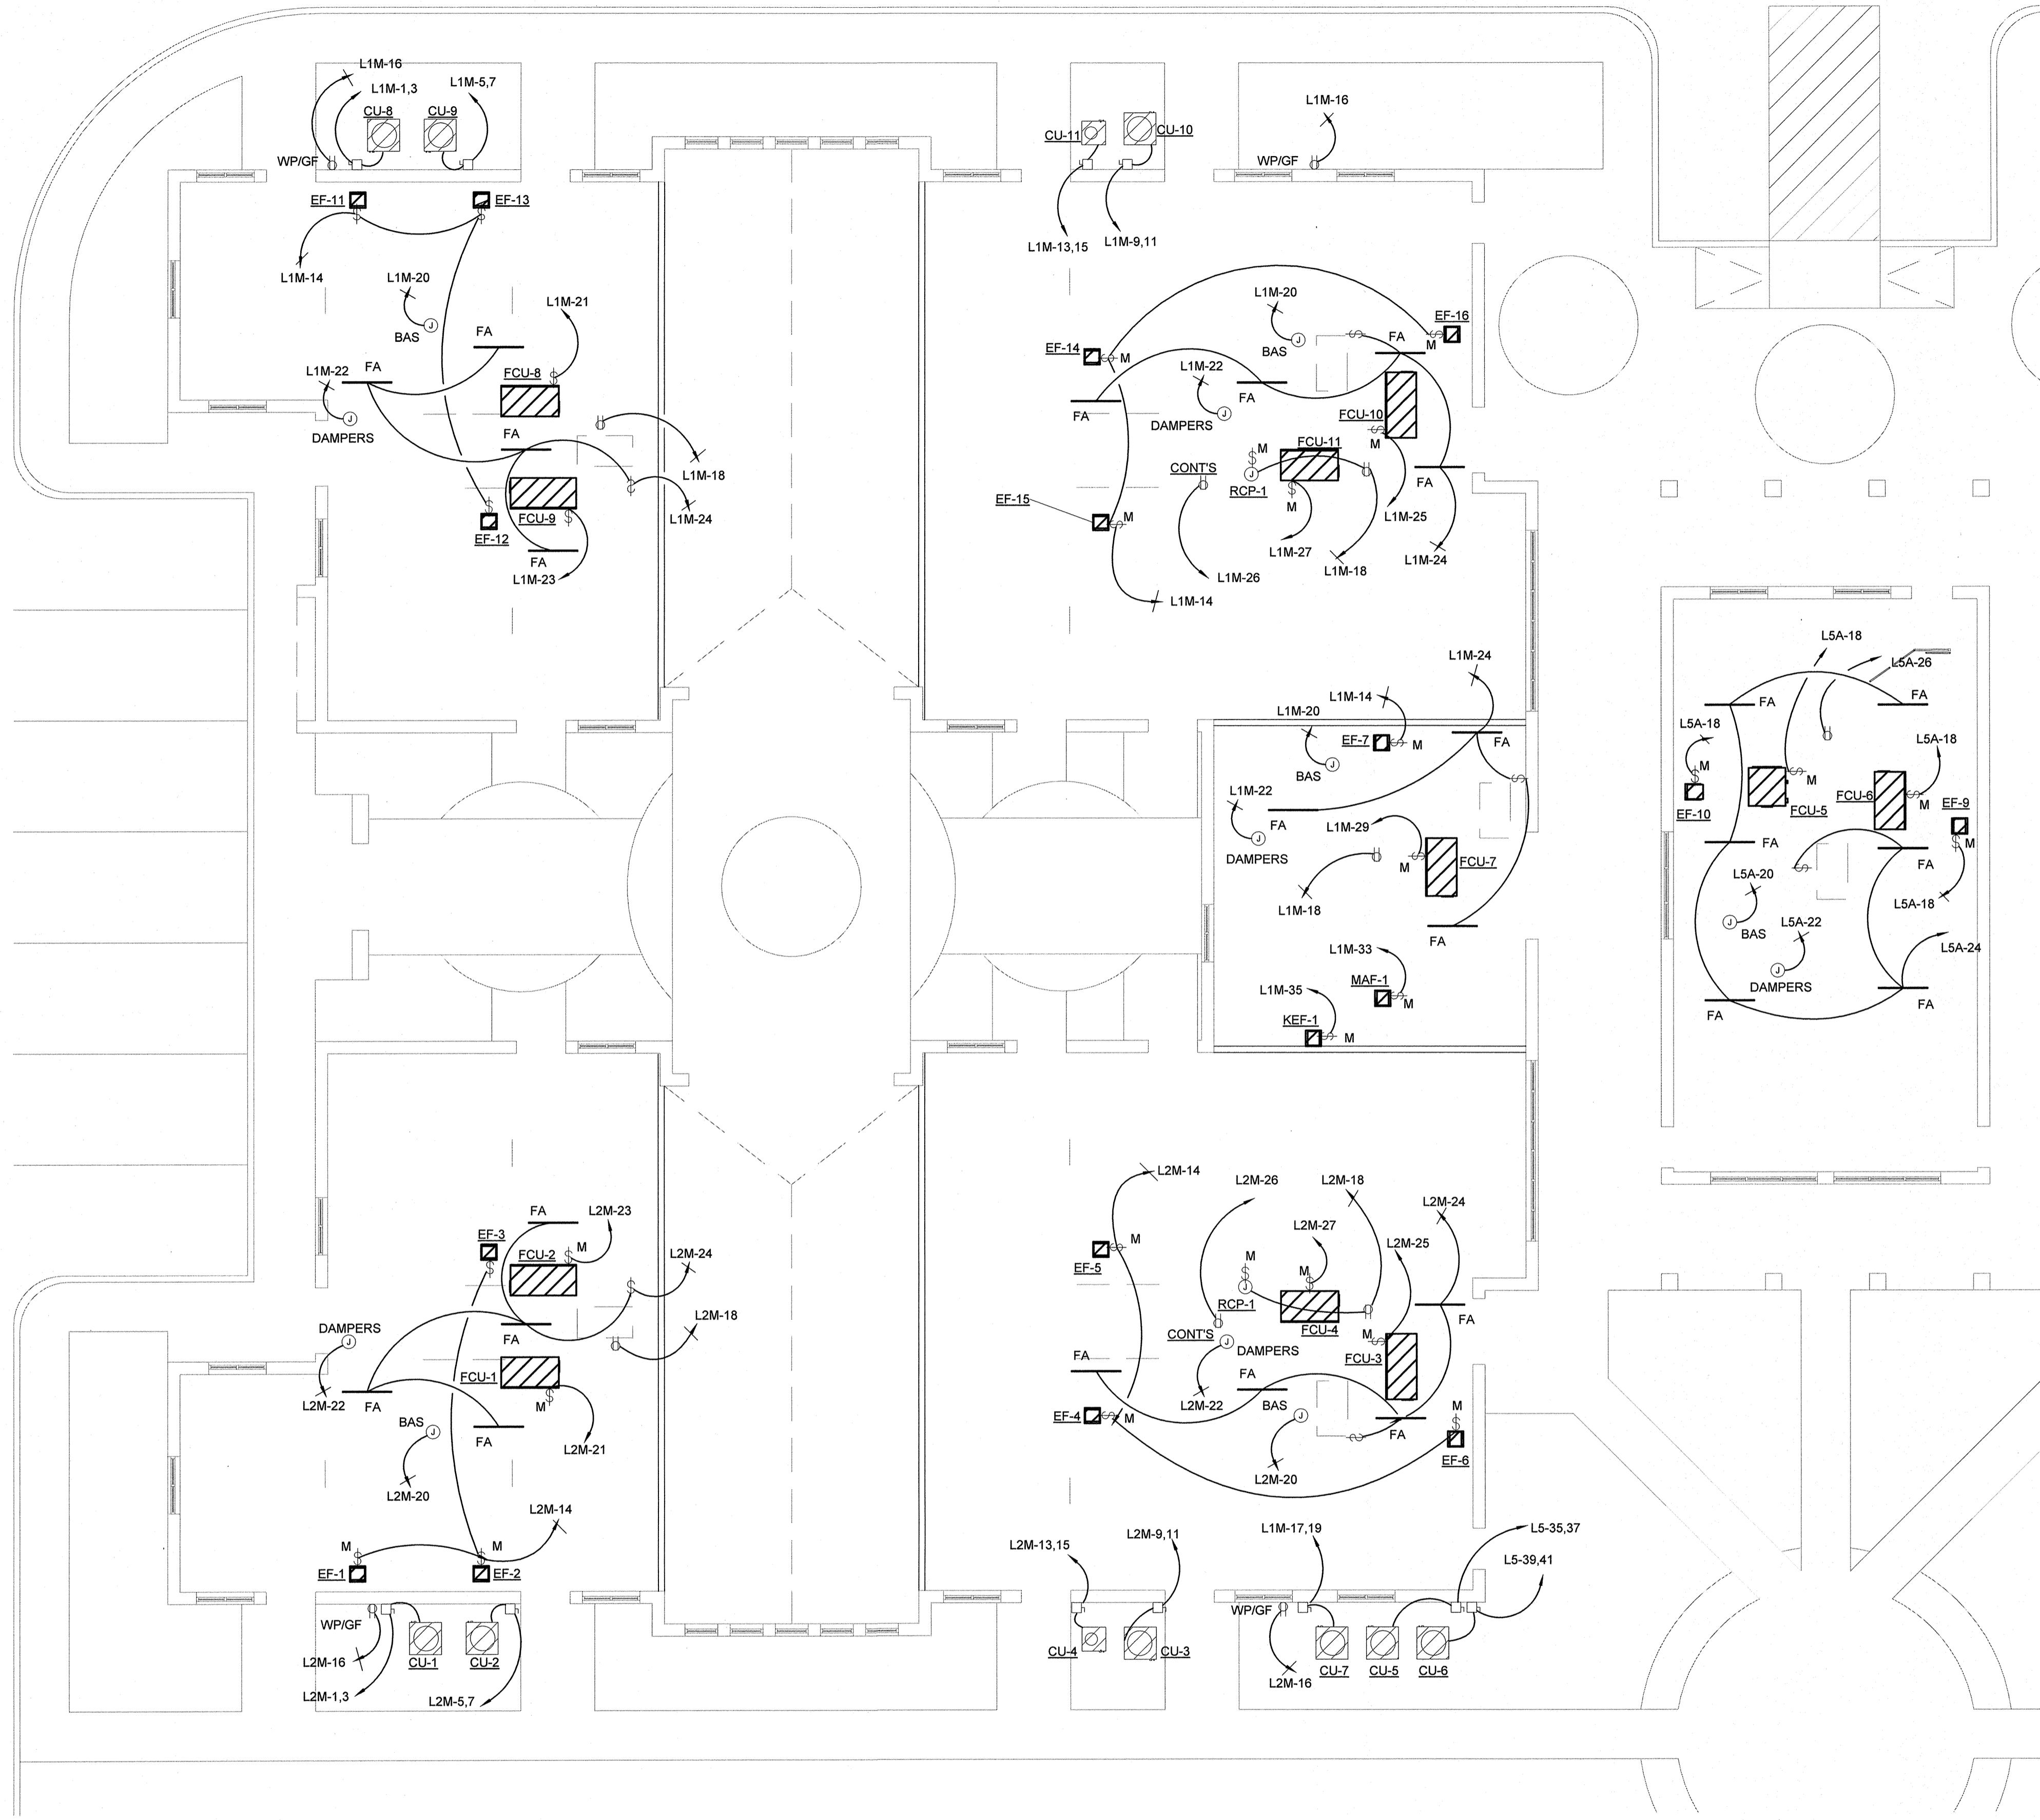 L1M-16
L1M-1,3
L1M-5,7
CU-8
CU-9
WP/GF
EF-11
EF-13
L1M-14
L1M-20
J
BAS
L1M-21
FA
FA
L1M-22
FCU-8
J
DAMPERS
FA
L1M-18
FCU-9
L1M-24
EF-12
FA
L1M-23
CU-11
CU-10
L1M-13,15
L1M-9,11
L1M-16
WP/GF
L1M-20
J
BAS
EF-16
M
FA
EF-14
M
L1M-22
FA
FA
J
DAMPERS
FCU-10
M
FCU-11
M
CONT'S
J
RCP-1
FA
EF-15
M
M
L1M-25
L1M-27
L1M-18
L1M-24
L1M-26
L1M-14
L1M-24
L1M-14
L1M-20
EF-7
M
FA
J
BAS
L1M-22
FA
L1M-29
J
DAMPERS
M
FCU-7
L1M-18
FA
L1M-33
MAF-1
M
L1M-35
KEF-1
M
L5A-18
L5A-26
FA
FA
L5A-18
L5A-18
M
M
FCU-5
FCU-6
M
EF-10
EF-9
M
FA
FA
L5A-20
J
BAS
L5A-18
L5A-22
L5A-24
J
DAMPERS
FA
FA
FA
L2M-23
EF-3
FCU-2
M
L2M-24
L2M-18
DAMPERS
J
FA
FCU-1
L2M-22
FA
M
BAS
J
FA
L2M-21
L2M-20
L2M-14
M
M
EF-1
EF-2
WP/GF
L2M-16
CU-1
CU-2
L2M-1,3
L2M-5,7
L2M-14
L2M-26
L2M-18
L2M-24
L2M-27
L2M-25
EF-5
M
M
M
J
RCP-1
FCU-4
FA
CONT'S
J
DAMPERS
M
FCU-3
FA
FA
L2M-22
BAS
J
EF-4
M
FA
M
EF-6
L2M-20
L2M-13,15
L2M-9,11
L1M-17,19
L5-35,37
L5-39,41
WP/GF
CU-4
CU-3
L2M-16
CU-7
CU-5
CU-6